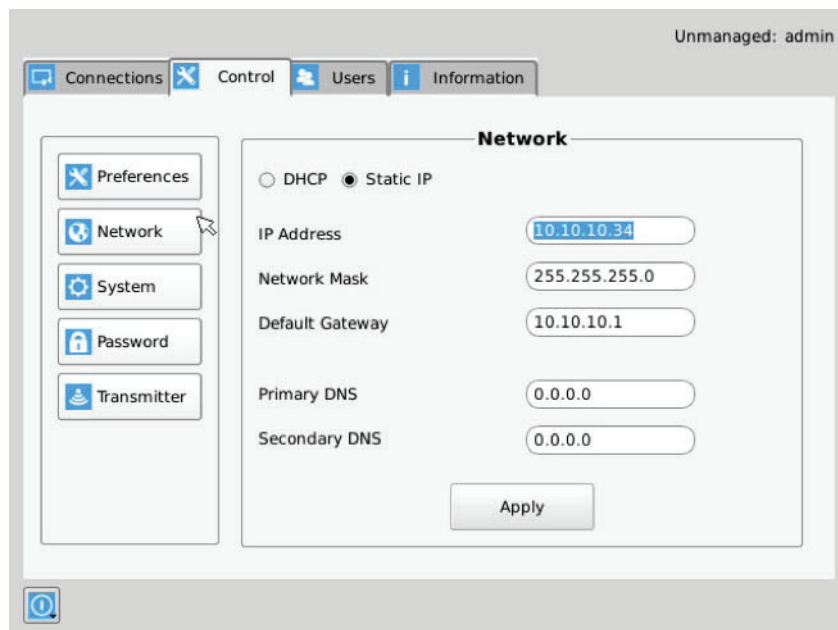 Unmanaged: admin
Connections Control Users Information
Network
Preferences
Network
System
Password
Transmitter
DHCP Static IP
IP Address 10.10.10.34
Network Mask 255.255.255.0
Default Gateway 10.10.10.1
Primary DNS 0.0.0.0
Secondary DNS 0.0.0.0
Apply